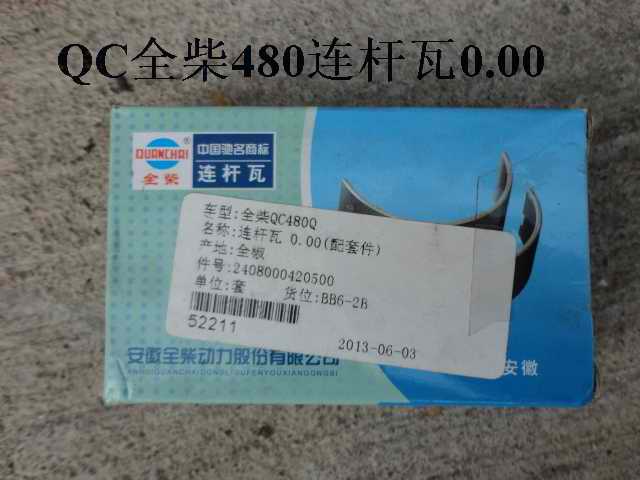 QC全柴480连杆瓦0.00
QUANCHAI
®
全柴
中国驰名商标
连杆瓦
车型:全柴QC480Q
名称:连杆瓦 0.00(配套件)
产地:全椒
件号:2408000420500
单位:套 货位:BB6-2B
52211
2013-06-03
安徽全柴动力股份有限公司
ANHUIQUANCHAIDONGLIGUFENYOUXIANGONGSI
安徽